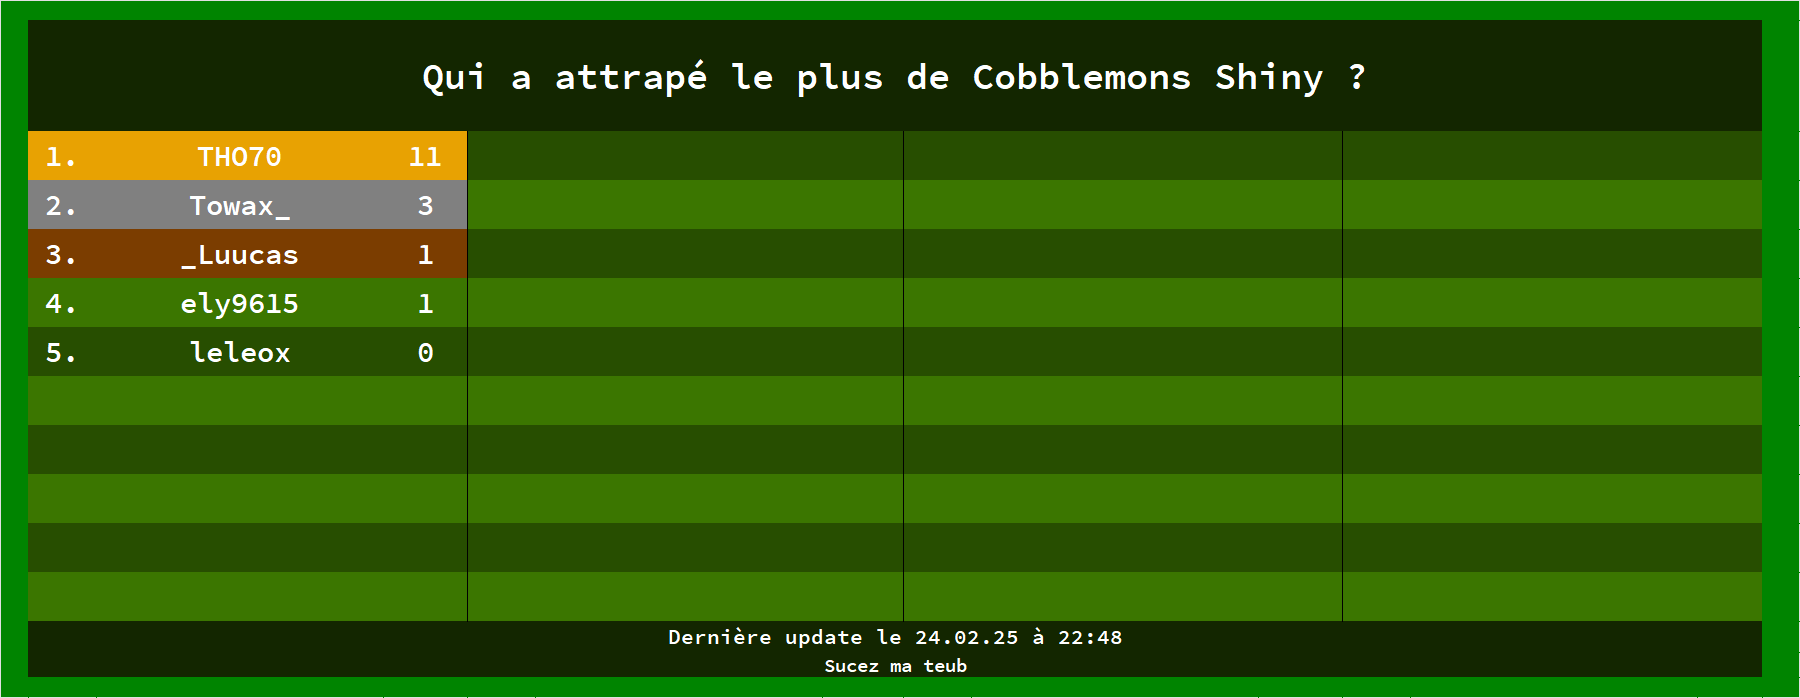 Qui a attrapé le plus de Cobblemons Shiny ?
1. THO70 11
2. Towax_ 3
3. _Luucas 1
4. ely9615 1
5. leleox 0
Dernière update le 24.02.25 à 22:48
Sucez ma teub